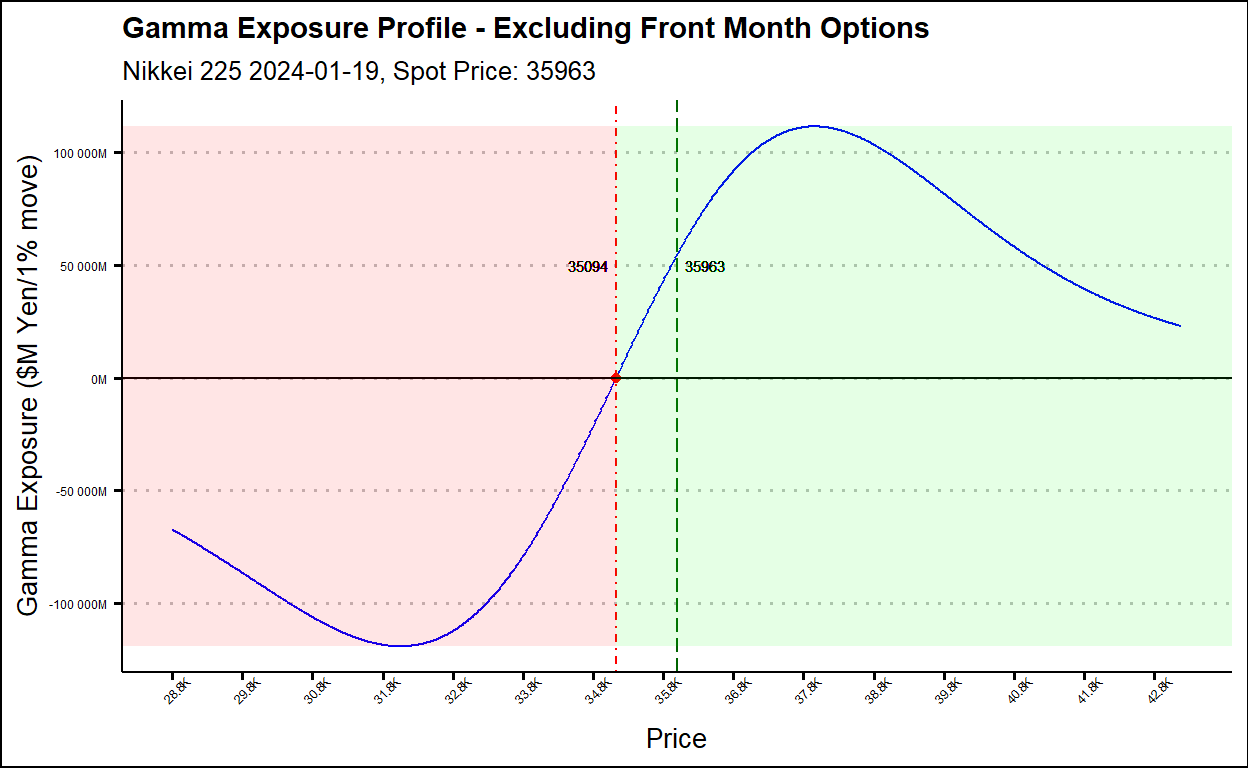 Gamma Exposure Profile - Excluding Front Month Options
Nikkei 225 2024-01-19, Spot Price: 35963
Gamma Exposure ($M Yen/1% move)
100 000M
50 000M
0M
-50 000M
-100 000M
35094
35963
28.8K
29.8K
30.8K
31.8K
32.8K
33.8K
34.8K
35.8K
36.8K
37.8K
38.8K
39.8K
40.8K
41.8K
42.8K
Price